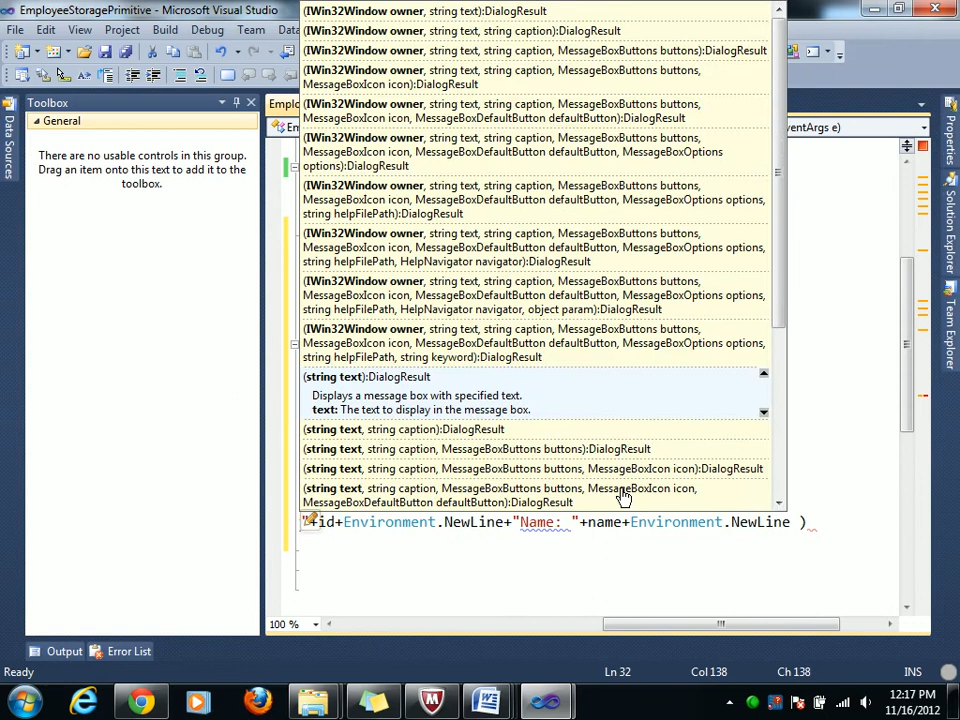 EmployeeStoragePrimitive - Microsoft Visual Studio
File Edit View Project Build Debug Team Dat
Toolbox
General
There are no usable controls in this group.
Drag an item onto this text to add it to the
toolbox.
Data Sources
Emplo
Em
ventArgs e)
Properties
Solution Explorer
Team Explorer
(IWin32Window owner, string text):DialogResult
(IWin32Window owner, string text, string caption):DialogResult
(IWin32Window owner, string text, string caption, MessageBoxButtons buttons):DialogResult
(IWin32Window owner, string text, string caption, MessageBoxButtons buttons,
MessageBoxIcon icon):DialogResult
(IWin32Window owner, string text, string caption, MessageBoxButtons buttons,
MessageBoxIcon icon, MessageBoxDefaultButton defaultButton):DialogResult
(IWin32Window owner, string text, string caption, MessageBoxButtons buttons,
MessageBoxIcon icon, MessageBoxDefaultButton defaultButton, MessageBoxOptions
options):DialogResult
(IWin32Window owner, string text, string caption, MessageBoxButtons buttons,
MessageBoxIcon icon, MessageBoxDefaultButton defaultButton, MessageBoxOptions options,
string helpFilePath):DialogResult
(IWin32Window owner, string text, string caption, MessageBoxButtons buttons,
MessageBoxIcon icon, MessageBoxDefaultButton defaultButton, MessageBoxOptions options,
string helpFilePath, HelpNavigator navigator):DialogResult
(IWin32Window owner, string text, string caption, MessageBoxButtons buttons,
MessageBoxIcon icon, MessageBoxDefaultButton defaultButton, MessageBoxOptions options,
string helpFilePath, HelpNavigator navigator, object param):DialogResult
(IWin32Window owner, string text, string caption, MessageBoxButtons buttons,
MessageBoxIcon icon, MessageBoxDefaultButton defaultButton, MessageBoxOptions options,
string helpFilePath, string keyword):DialogResult
(string text):DialogResult
Displays a message box with specified text.
text: The text to display in the message box.
(string text, string caption):DialogResult
(string text, string caption, MessageBoxButtons buttons):DialogResult
(string text, string caption, MessageBoxButtons buttons, MessageBoxIcon icon):DialogResult
(string text, string caption, MessageBoxButtons buttons, MessageBoxIcon icon,
MessageBoxDefaultButton defaultButton):DialogResult
"+id+Environment.NewLine+"Name: "+name+Environment.NewLine )
100 %
Output Error List
Ready Ln 32 Col 138 Ch 138 INS
12:17 PM
11/16/2012